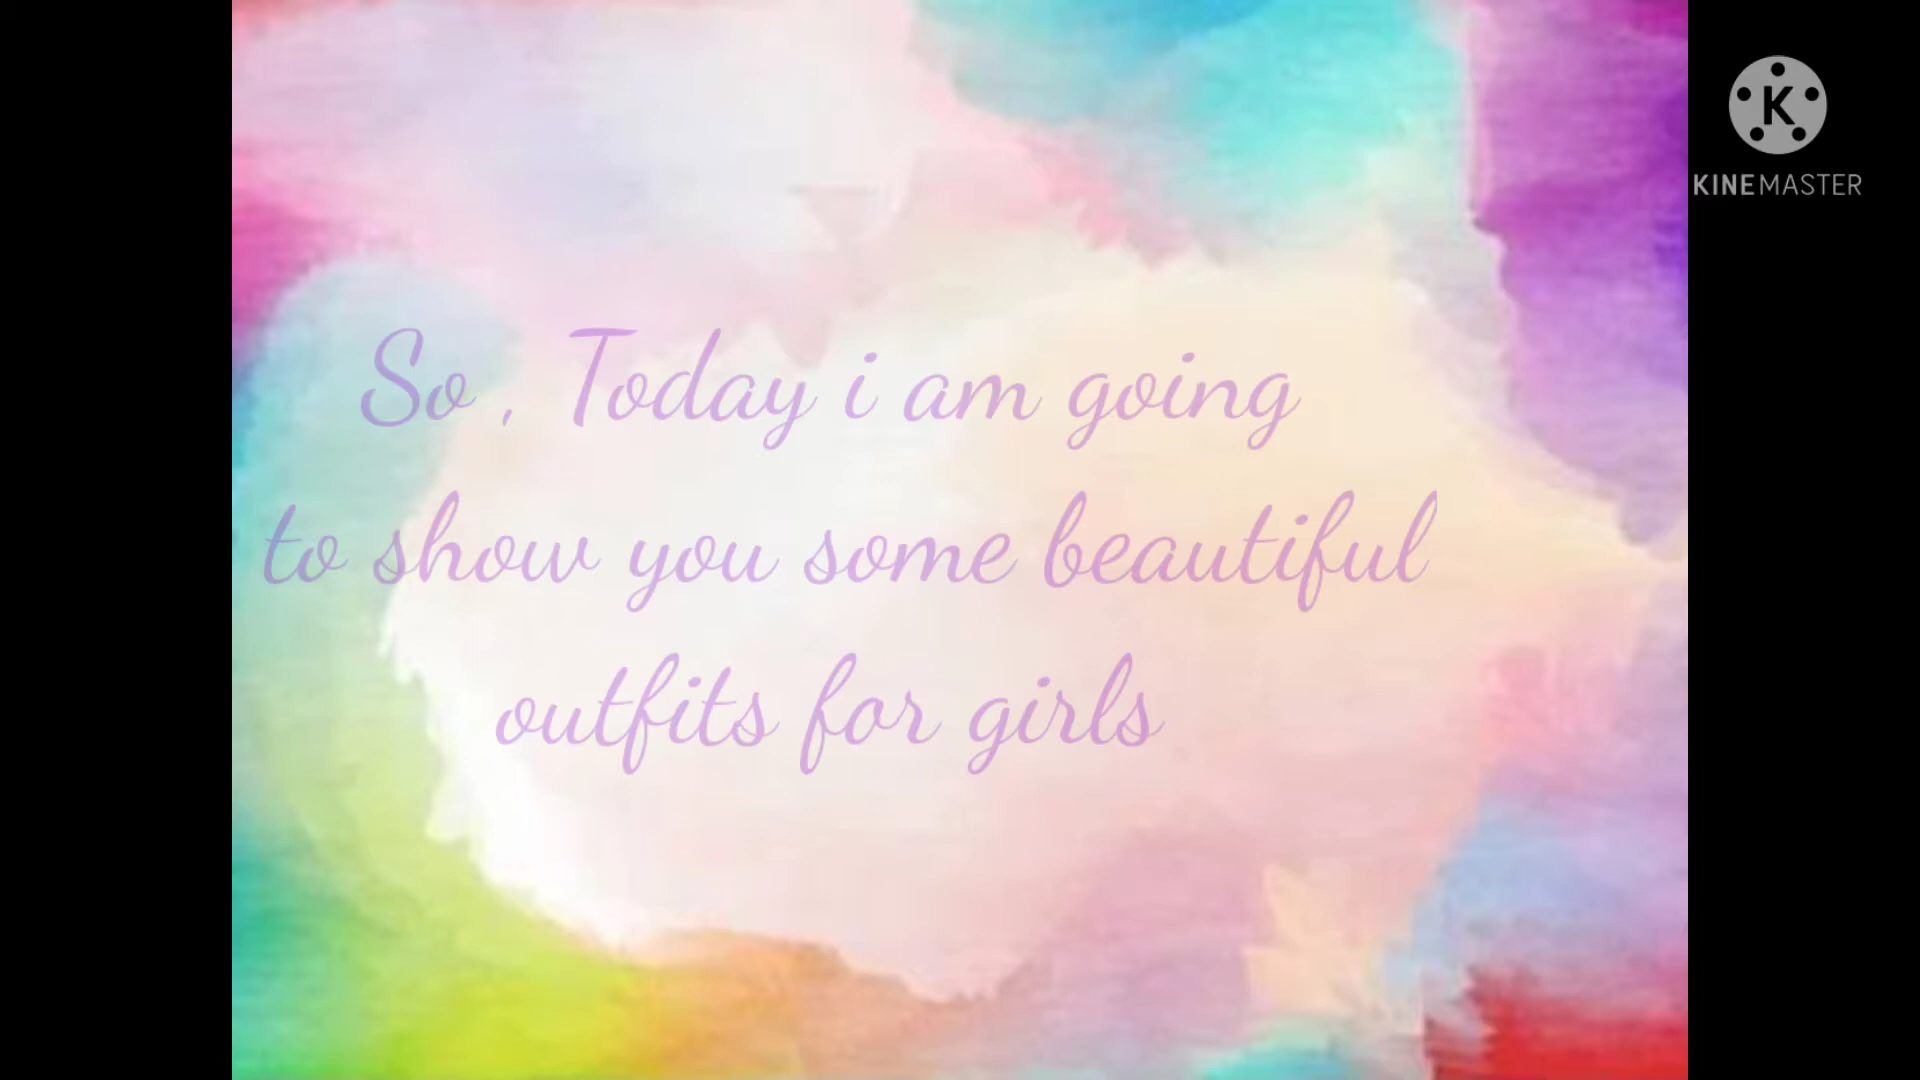 So , Today i am going
to show you some beautiful
outfits for girls
K
KINEMASTER